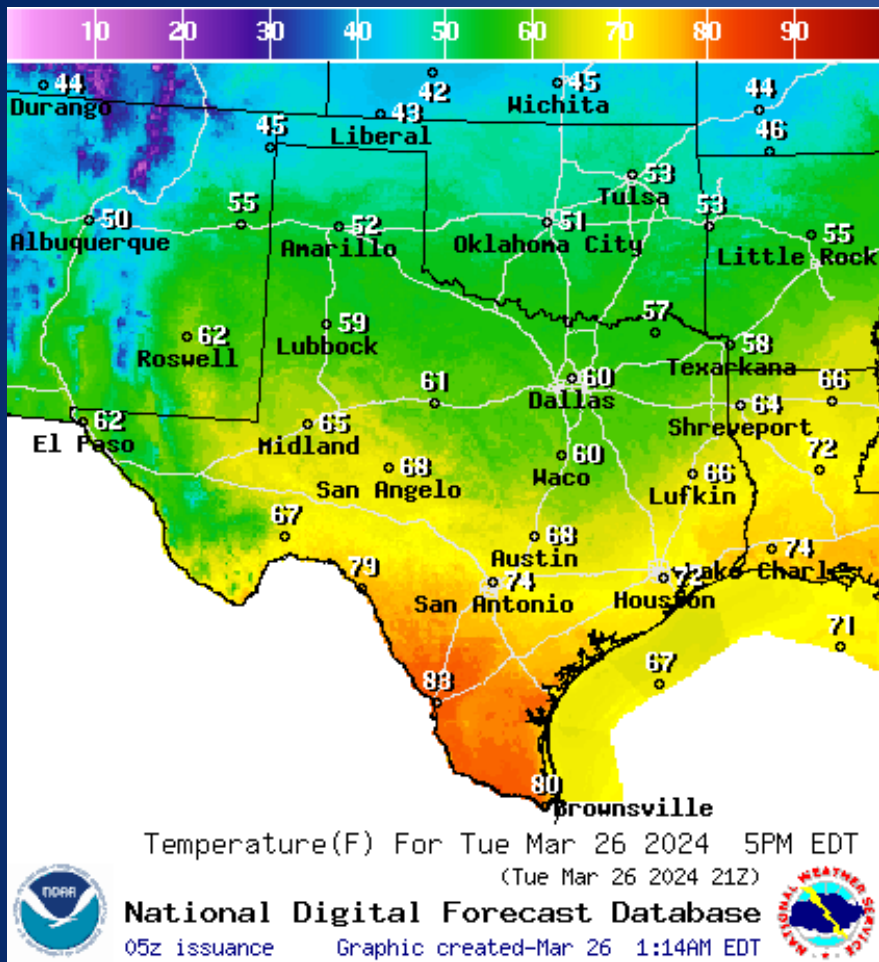 10 20 30 40 50 60 70 80 90
44 42 45 44
Durango Wichita
45 43 46
Liberal
53
Tulsa
50 55 52 51 53 55
Albuquerque Amarillo Oklahoma City Little Rock
62 59 57 58
Roswell Lubbock Texarkana
61 60 66
Dallas
62 65 64
El Paso Midland Shreveport
68 60 66 72
San Angelo Waco Lufkin
67 68 74
Austin
79 74 72 Lake Charles
San Antonio Houston
71
83 67
80
Brownsville
Temperature(F) For Tue Mar 26 2024 5PM EDT
(Tue Mar 26 2024 21Z)
National Digital Forecast Database
05z issuance Graphic created-Mar 26 1:14AM EDT
NOAA
NATIONAL WEATHER SERVICE